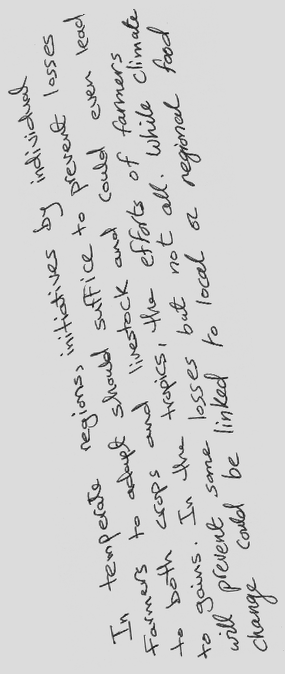 In temperate regions, initiatives by individual
farmers to adapt should suffice to prevent losses
to both crops and livestock and could even lead
to gains. In the tropics, the efforts of farmers
will prevent some losses but not all. While climate
change could be linked to local or regional food